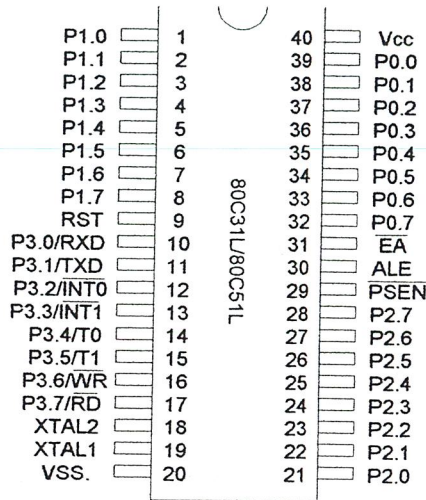 P1.0 1 40 Vcc
P1.1 2 39 P0.0
P1.2 3 38 P0.1
P1.3 4 37 P0.2
P1.4 5 36 P0.3
P1.5 6 35 P0.4
P1.6 7 34 P0.5
P1.7 8 33 P0.6
RST 9 32 P0.7
P3.0/RXD 10 31 E̅A̅
P3.1/TXD 11 30 ALE
P3.2/I̅N̅T̅0̅ 12 29 P̅S̅E̅N̅
P3.3/I̅N̅T̅1̅ 13 28 P2.7
P3.4/T0 14 27 P2.6
P3.5/T1 15 26 P2.5
P3.6/W̅R̅ 16 25 P2.4
P3.7/R̅D̅ 17 24 P2.3
XTAL2 18 23 P2.2
XTAL1 19 22 P2.1
VSS. 20 21 P2.0
80C31L/80C51L